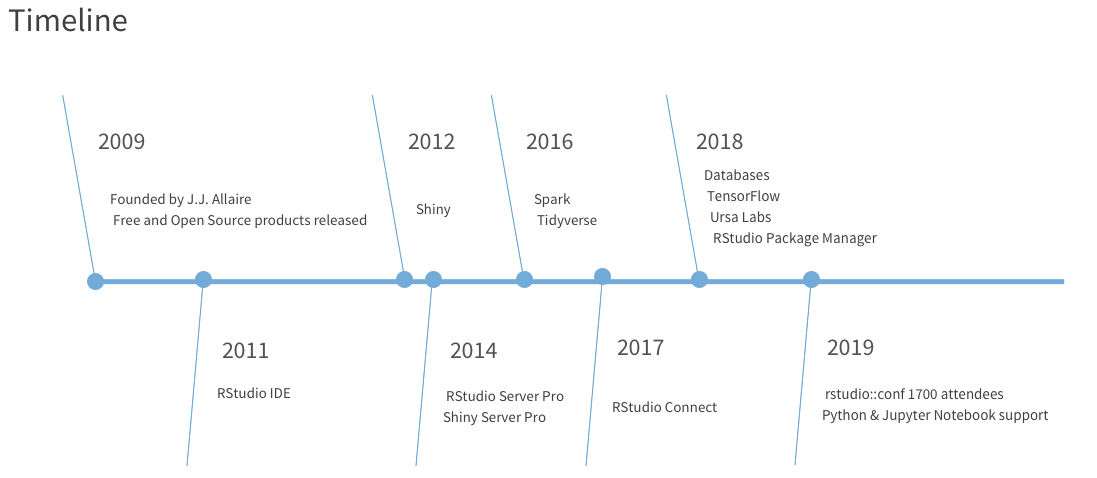 Timeline
2009
Founded by J.J. Allaire
Free and Open Source products released
2012
Shiny
2016
Spark
Tidyverse
2018
Databases
TensorFlow
Ursa Labs
RStudio Package Manager
2011
RStudio IDE
2014
RStudio Server Pro
Shiny Server Pro
2017
RStudio Connect
2019
rstudio::conf 1700 attendees
Python & Jupyter Notebook support